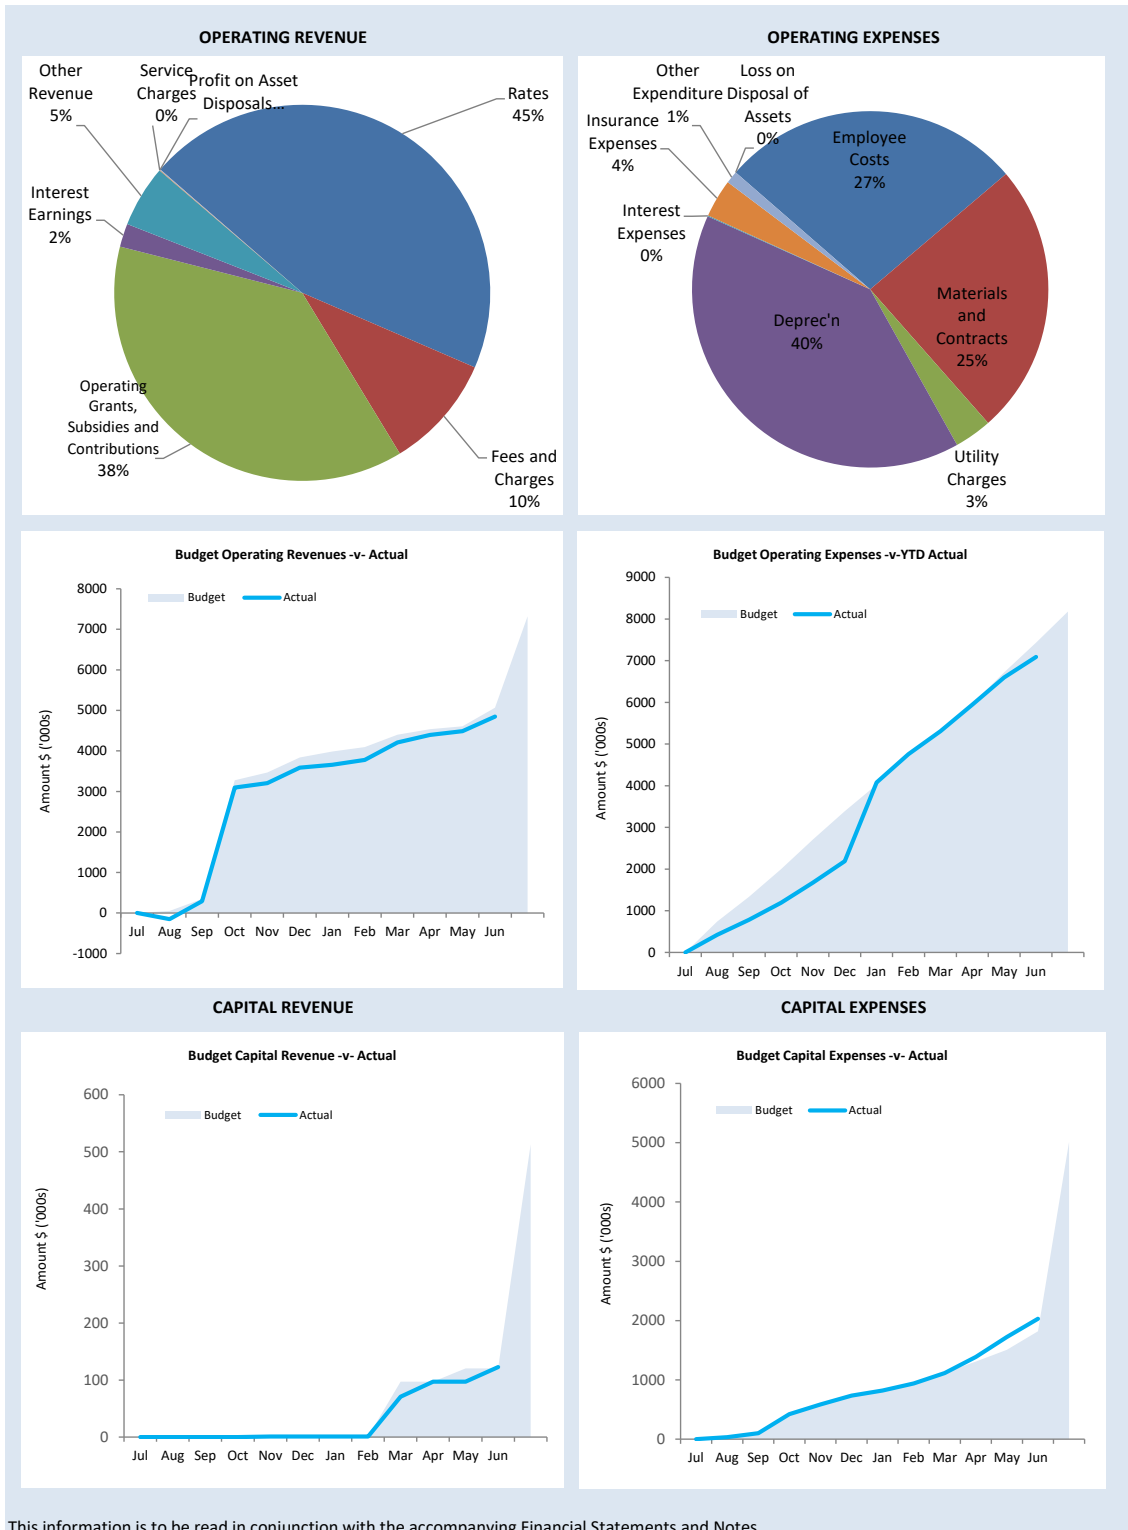 OPERATING REVENUE
Other
Revenue
5%
Service
Charges
0%
Profit on Asset
Disposals...
Rates
45%
Interest
Earnings
2%
Operating
Grants,
Subsidies and
Contributions
38%
Fees and
Charges
10%
OPERATING EXPENSES
Other
Expenditure
1%
Loss on
Disposal of
Assets
0%
Insurance
Expenses
4%
Employee
Costs
27%
Interest
Expenses
0%
Materials
and
Contracts
25%
Deprec'n
40%
Utility
Charges
3%
Budget Operating Revenues -v- Actual
Budget Actual
8000
7000
6000
5000
4000
3000
2000
1000
0
-1000
Amount $ ('000s)
Jul Aug Sep Oct Nov Dec Jan Feb Mar Apr May Jun
Budget Operating Expenses -v-YTD Actual
Budget Actual
9000
8000
7000
6000
5000
4000
3000
2000
1000
0
Amount $ ('000s)
Jul Aug Sep Oct Nov Dec Jan Feb Mar Apr May Jun
CAPITAL REVENUE
Budget Capital Revenue -v- Actual
Budget Actual
600
500
400
300
200
100
0
Amount $ ('000s)
Jul Aug Sep Oct Nov Dec Jan Feb Mar Apr May Jun
CAPITAL EXPENSES
Budget Capital Expenses -v- Actual
Budget Actual
6000
5000
4000
3000
2000
1000
0
Amount $ ('000s)
Jul Aug Sep Oct Nov Dec Jan Feb Mar Apr May Jun
This information is to be read in conjunction with the accompanying Financial Statements and Notes